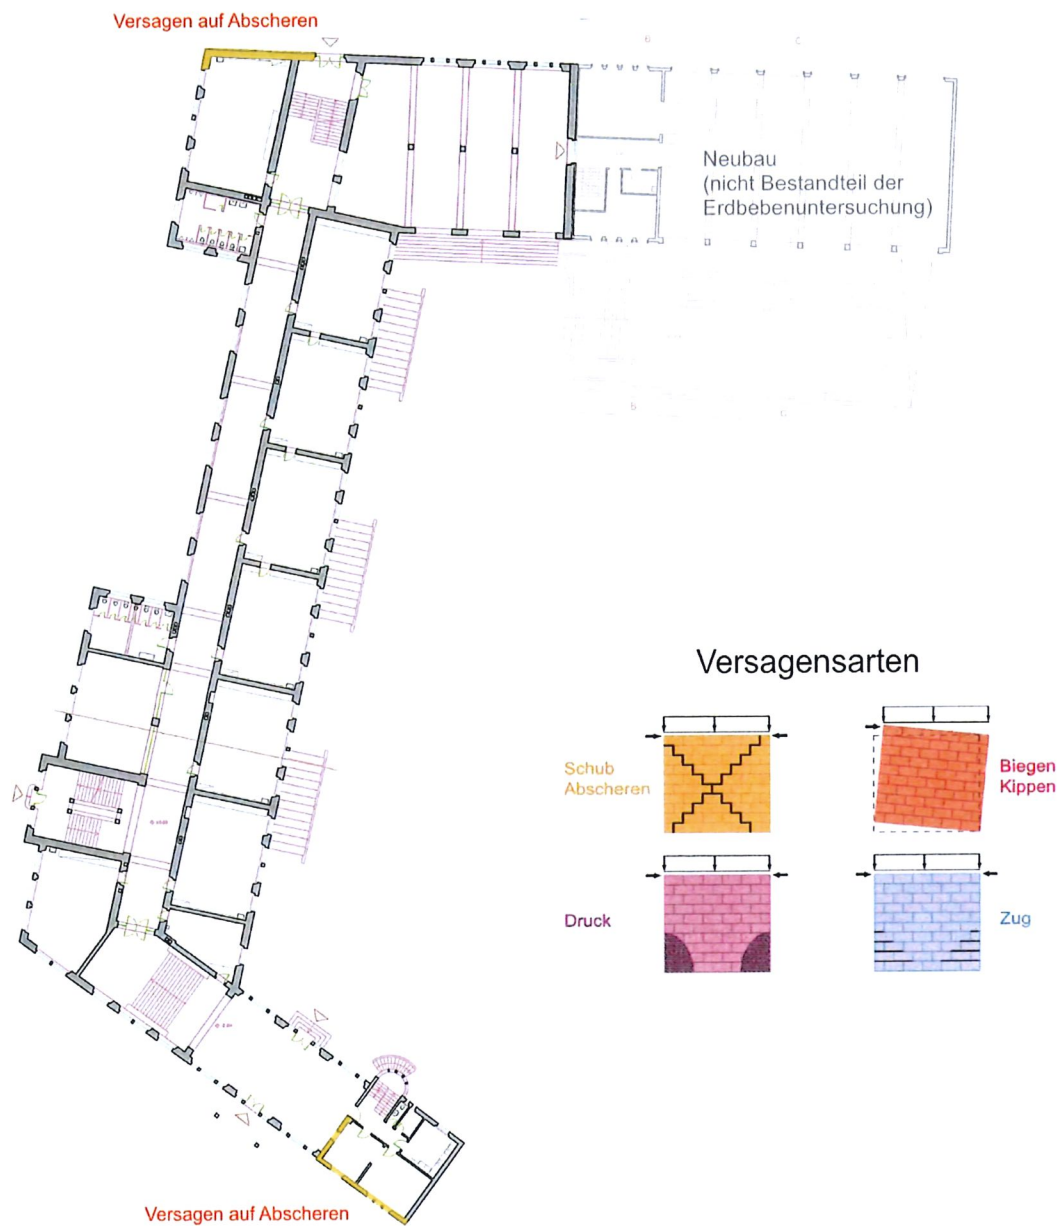 Versagen auf Abscheren
Neubau
(nicht Bestandteil der
Erdbebenuntersuchung)
Versagensarten
Schub
Abscheren
Biegen
Kippen
Druck
Zug
Versagen auf Abscheren